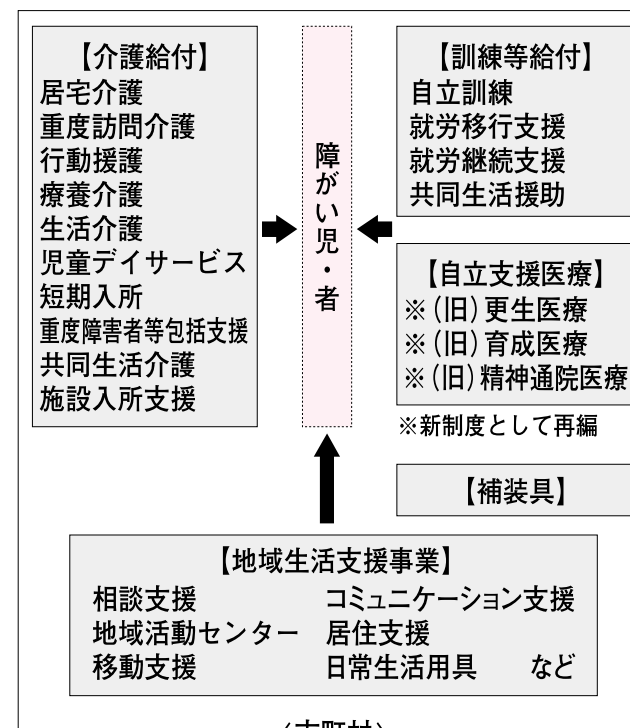 【介護給付】
居宅介護
重度訪問介護
行動援護
療養介護
生活介護
児童デイサービス
短期入所
重度障害者等包括支援
共同生活介護
施設入所支援
障がい児・者
【訓練等給付】
自立訓練
就労移行支援
就労継続支援
共同生活援助
【自立支援医療】
※(旧)更生医療
※(旧)育成医療
※(旧)精神通院医療
※新制度として再編
【補装具】
【地域生活支援事業】
相談支援 コミュニケーション支援
地域活動センター 居住支援
移動支援 日常生活用具 など